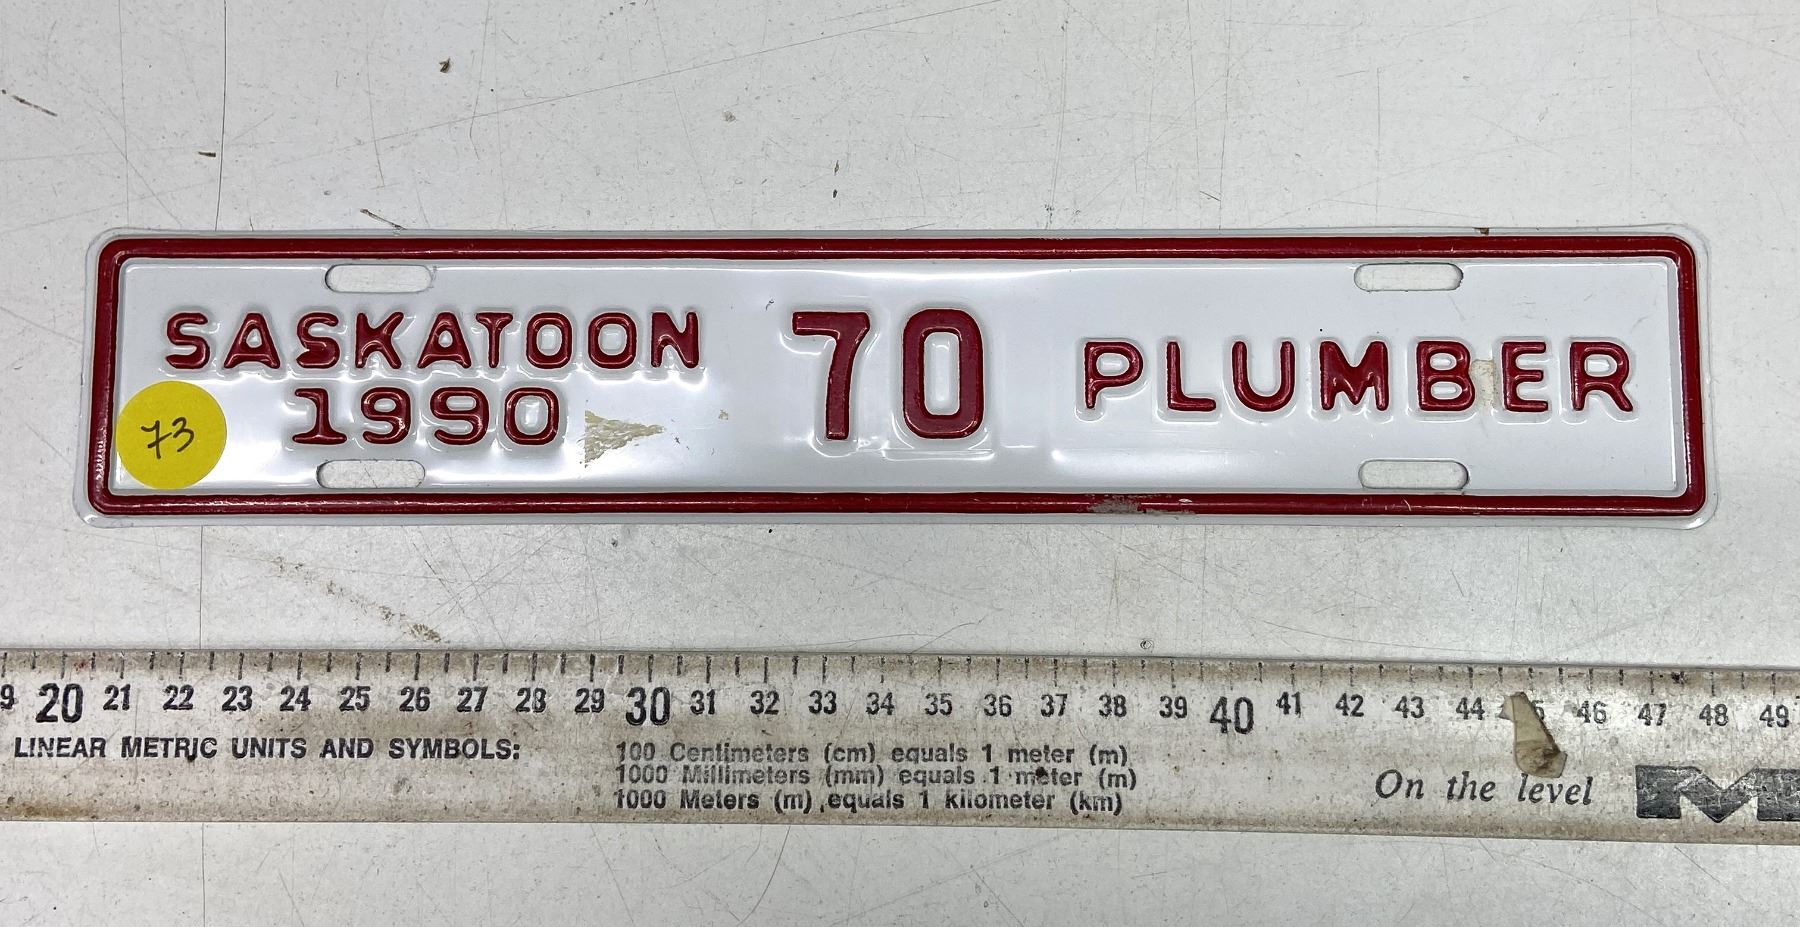 SASKATOON 70 PLUMBER
1990
73
9 20 21 22 23 24 25 26 27 28 29 30 31 32 33 34 35 36 37 38 39 40 41 42 43 44 46 47 48 49
LINEAR METRIC UNITS AND SYMBOLS:
100 Centimeters (cm) equals 1 meter (m)
1000 Millimeters (mm) equals 1 meter (m)
1000 Meters (m) equals 1 kilometer (km)
On the level